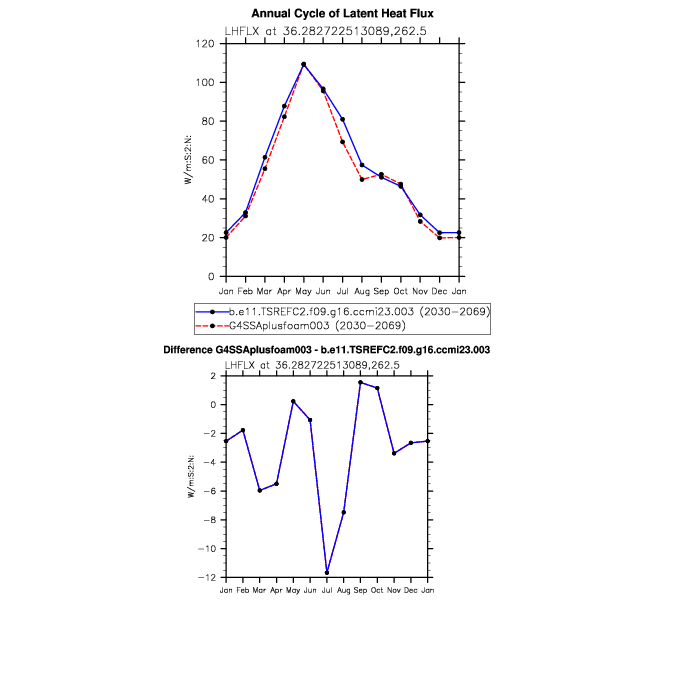 Annual Cycle of Latent Heat Flux
LHFLX at 36.282722513089,262.5
120
100
80
60
40
20
0
W/m:S:2:N:
Jan Feb Mar Apr May Jun Jul Aug Sep Oct Nov Dec Jan
b.e11.TSREFC2.f09.g16.ccmi23.003 (2030-2069)
G4SSAplusfoam003 (2030-2069)
Difference G4SSAplusfoam003 - b.e11.TSREFC2.f09.g16.ccmi23.003
LHFLX at 36.282722513089,262.5
2
0
-2
-4
-6
-8
-10
-12
W/m:S:2:N:
Jan Feb Mar Apr May Jun Jul Aug Sep Oct Nov Dec Jan